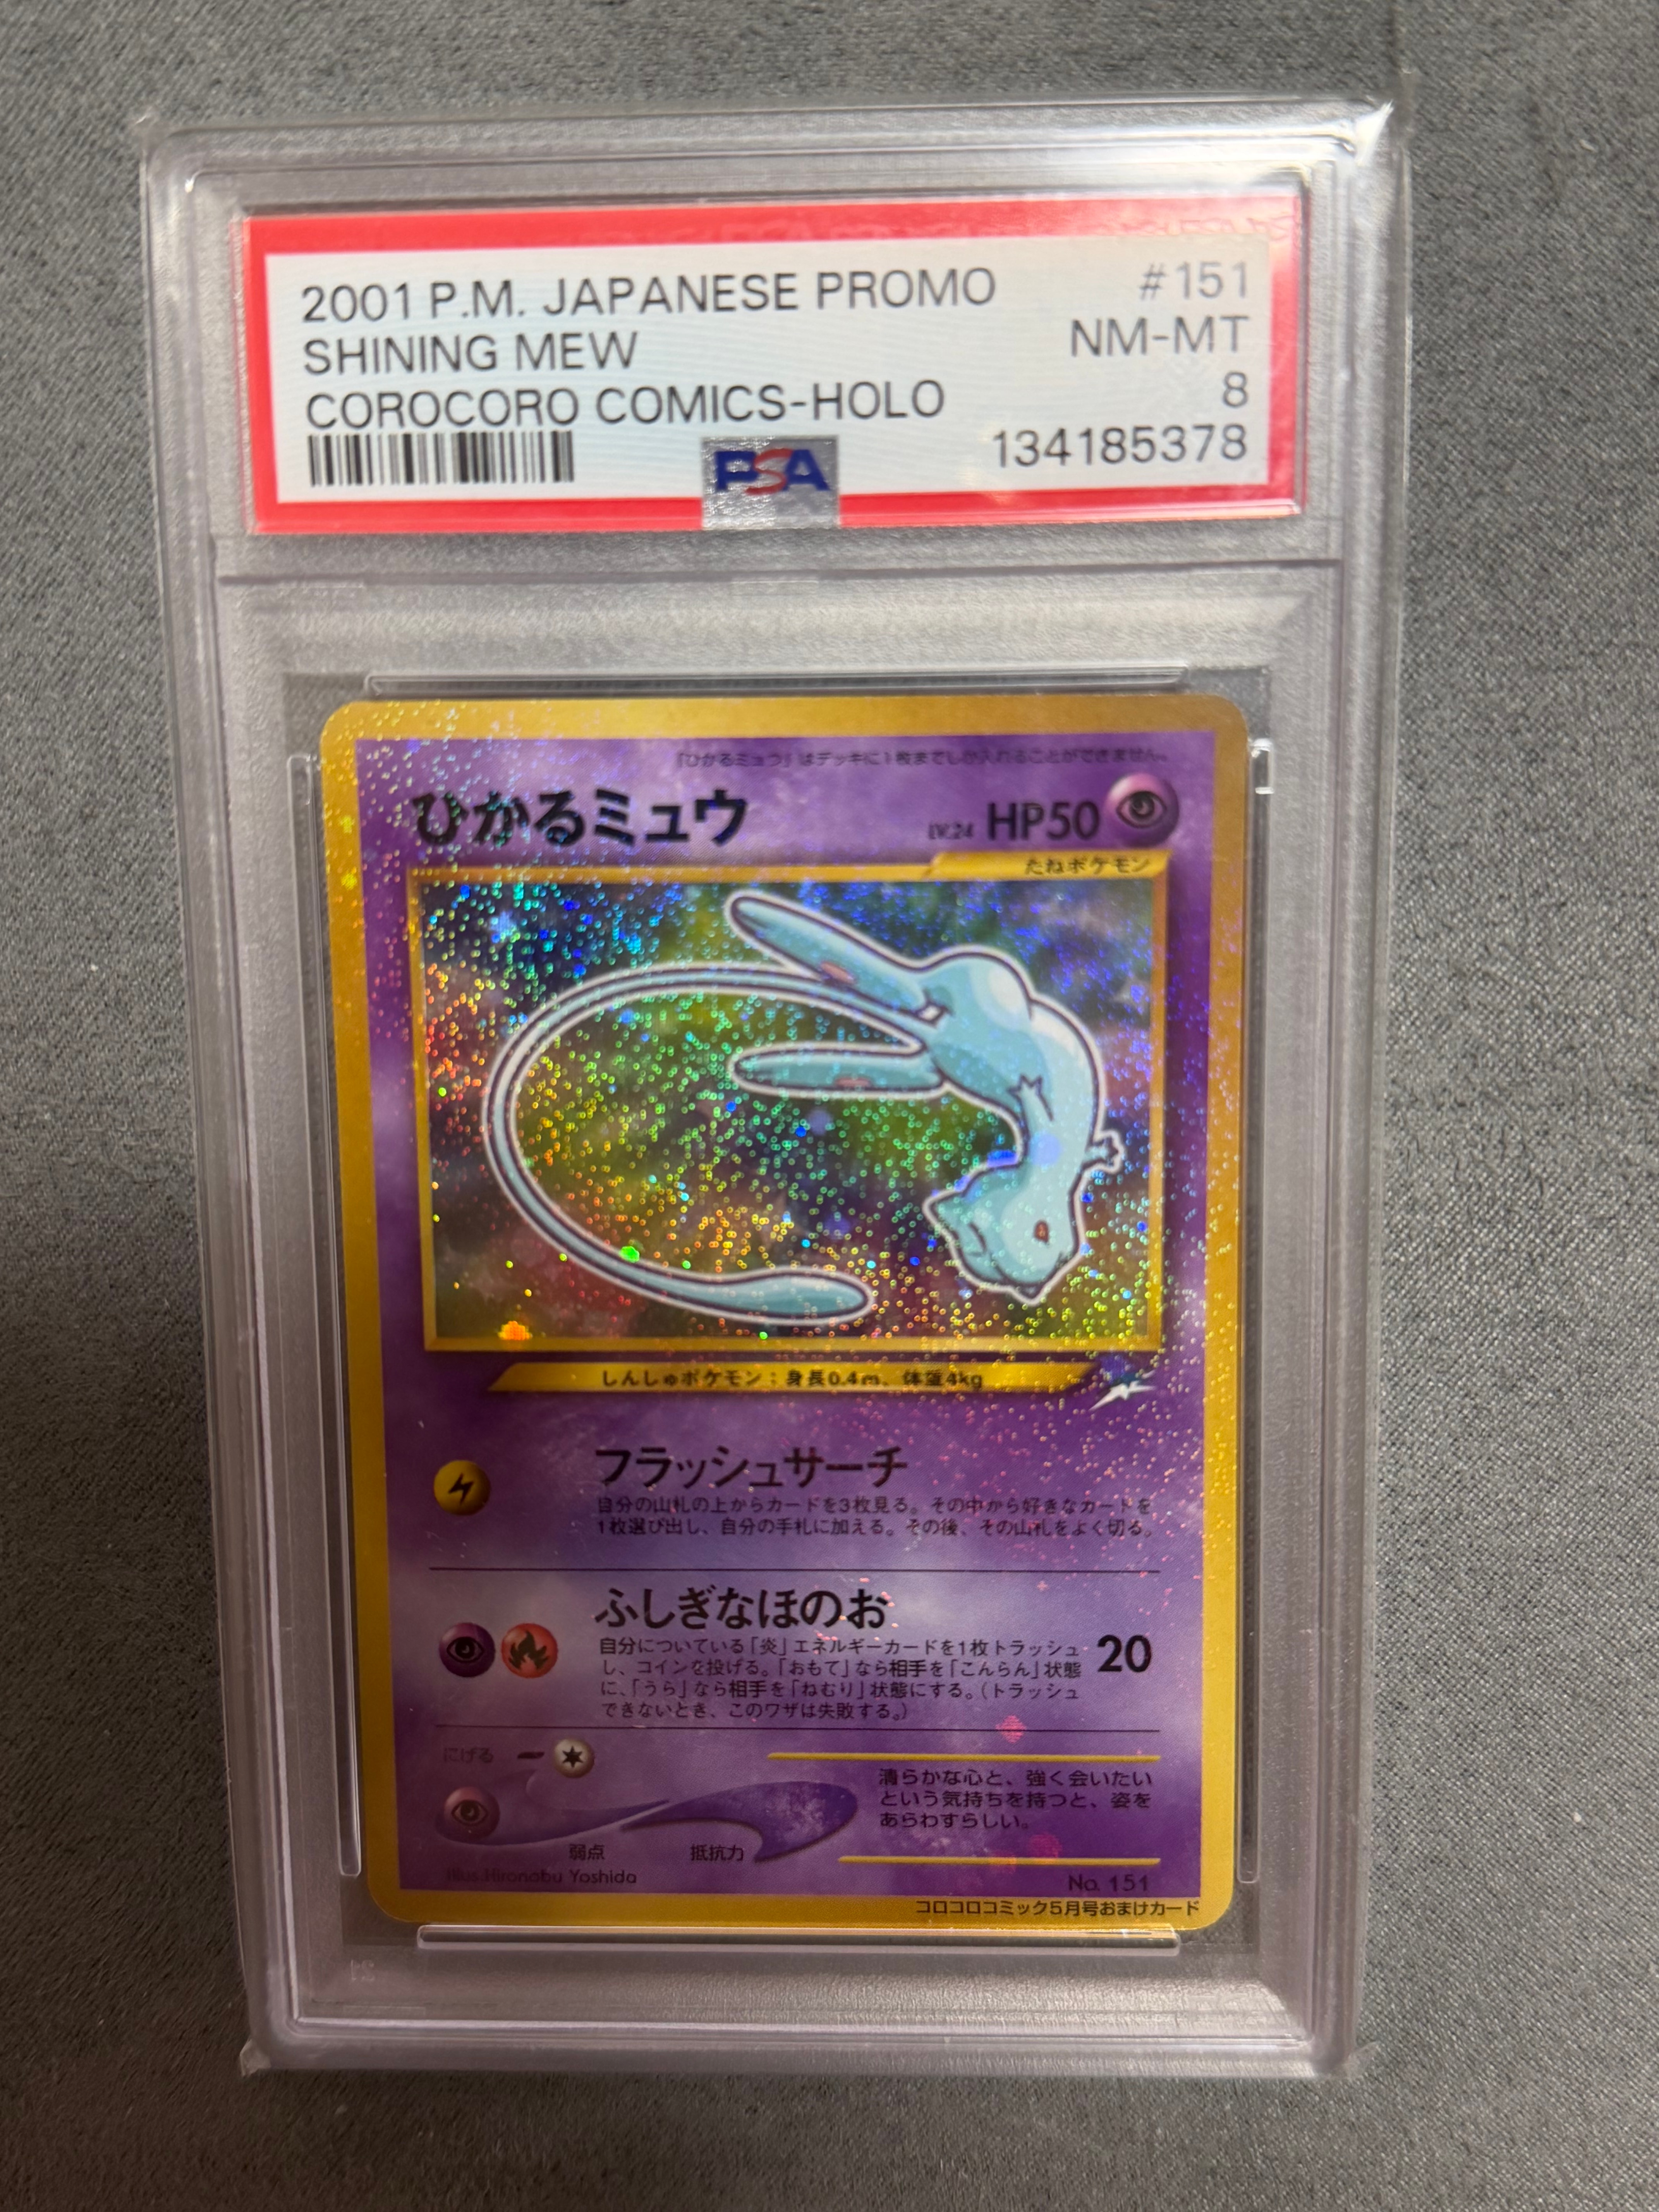 2001 P.M. JAPANESE PROMO #151
SHINING MEW NM-MT
COROCORO COMICS-HOLO 8
PSA 134185378
「ひかるミュウ」はデッキに1枚までしか入れることができません。
ひかるミュウ LV.24 HP50
たねポケモン
しんしゅポケモン：身長0.4m、体重4kg
フラッシュサーチ
自分の山札の上からカードを3枚見る。その中から好きなカードを
1枚選び出し、自分の手札に加える。その後、その山札をよく切る。
ふしぎなほのお
自分についている「炎」エネルギーカードを1枚トラッシュ
し、コインを投げる。「おもて」なら相手を「こんらん」状態
に、「うら」なら相手を「ねむり」状態にする。(トラッシュ
できないとき、このワザは失敗する。)
20
にげる
弱点 抵抗力
清らかな心と、強く会いたい
という気持ちを持つと、姿を
あらわすらしい。
Illus. Hironobu Yoshida No. 151
コロコロコミック5月号おまけカード